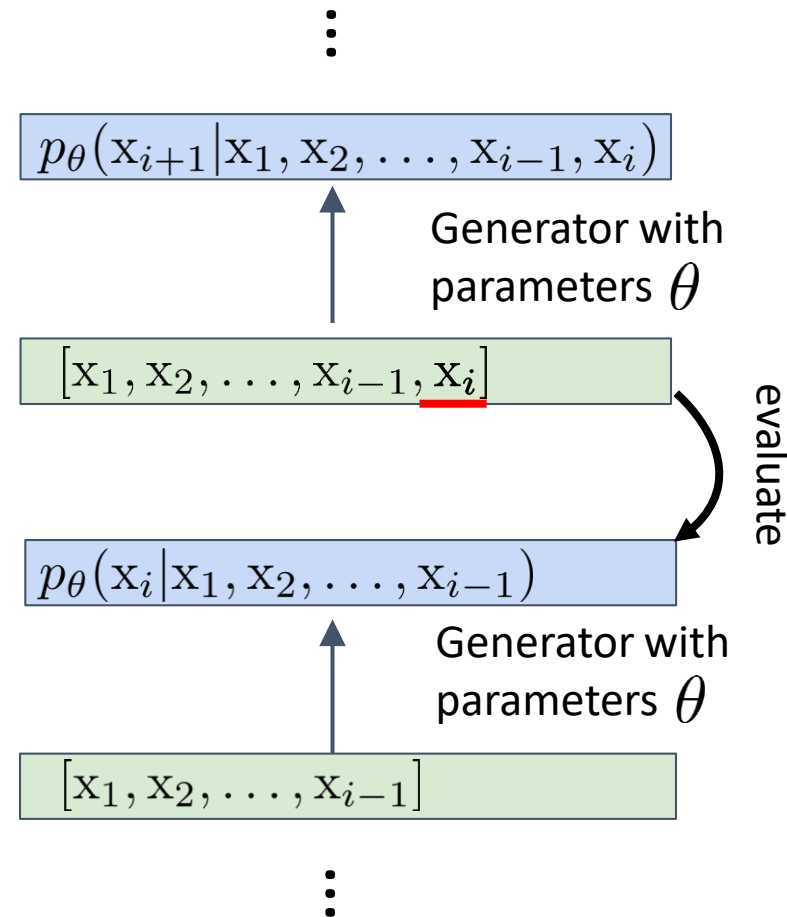 ⋮
p_θ(x_{i+1}|x_1, x_2, . . . , x_{i−1}, x_i)
Generator with
parameters θ
[x_1, x_2, . . . , x_{i−1}, x_i]
evaluate
p_θ(x_i|x_1, x_2, . . . , x_{i−1})
Generator with
parameters θ
[x_1, x_2, . . . , x_{i−1}]
⋮